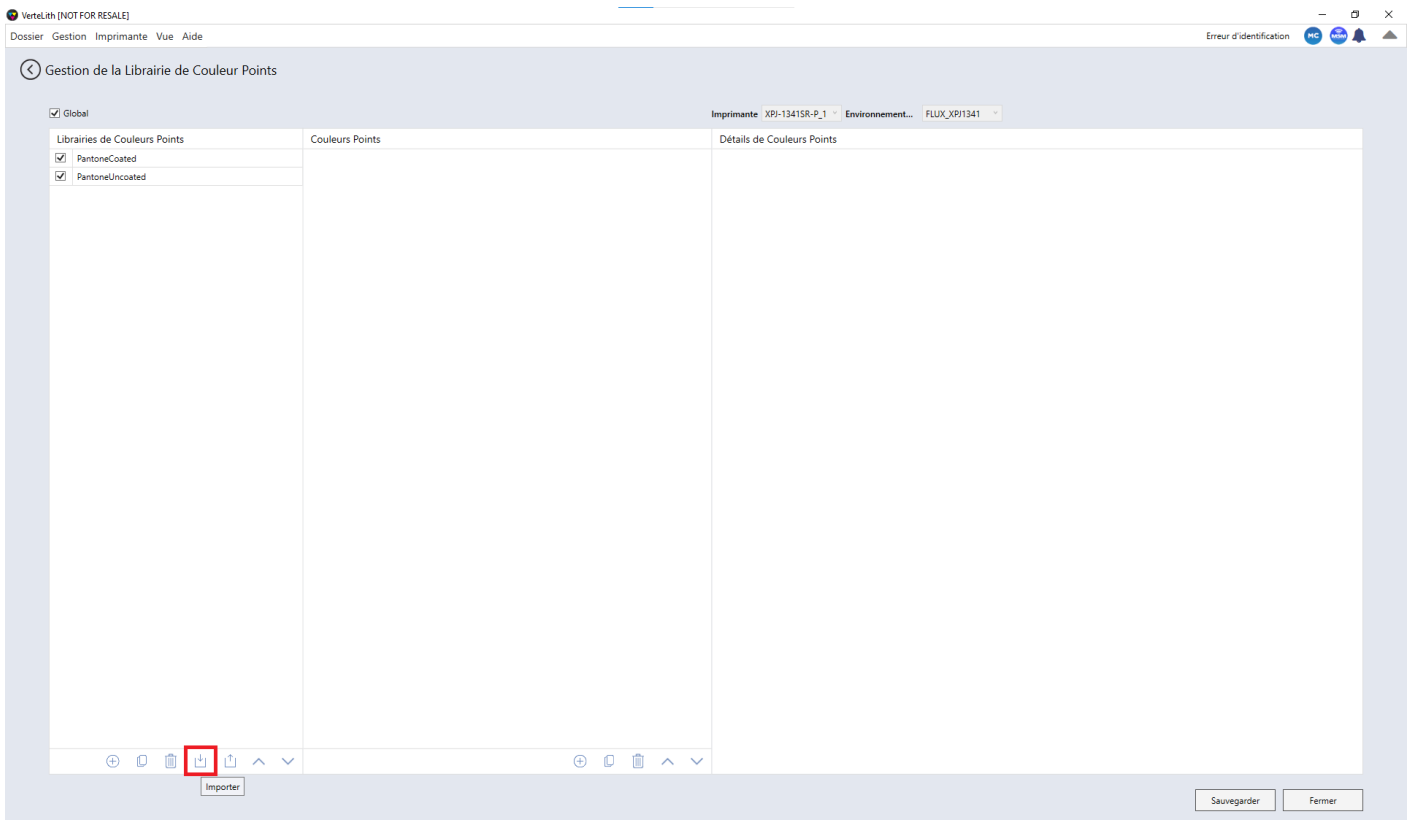 VerteLith [NOT FOR RESALE]
Dossier Gestion Imprimante Vue Aide
Erreur d'identification MC MSM
Gestion de la Librairie de Couleur Points
Global
Imprimante XPJ-1341SR-P_1 Environnement... FLUX_XPJ1341
Librairies de Couleurs Points
Couleurs Points
Détails de Couleurs Points
PantoneCoated
PantoneUncoated
Importer
Sauvegarder
Fermer